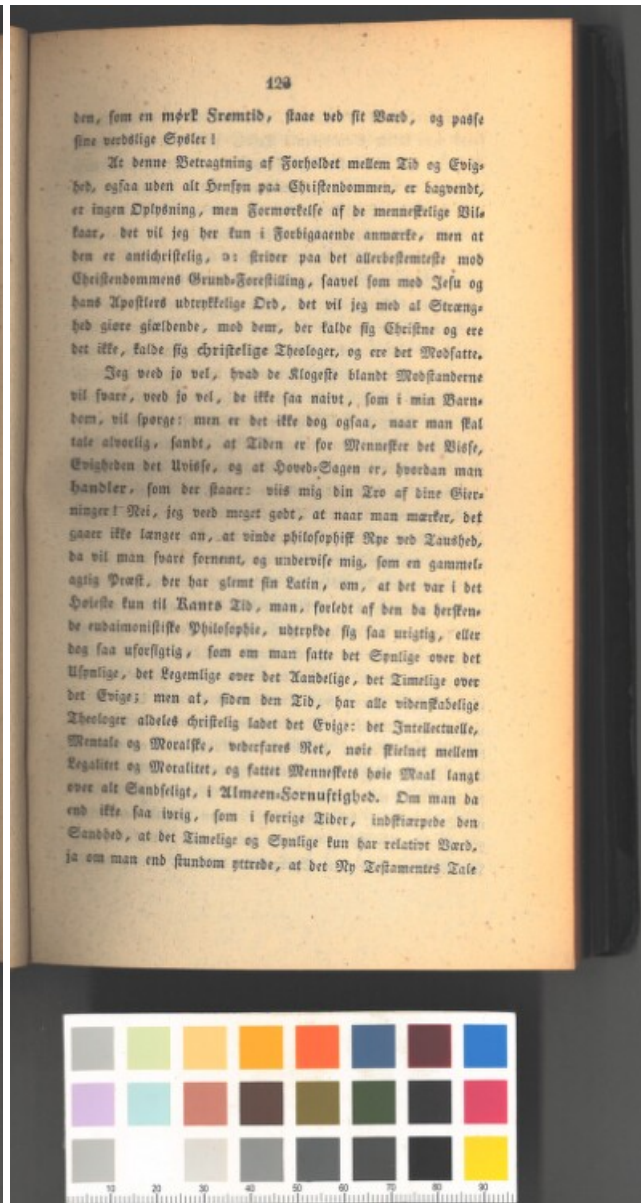 123
den, som en mørk Fremtid, staae ved sit Værd, og passe
sine verdslige Sysler!
At denne Betragtning af Forholdet mellem Tid og Evig-
hed, ogsaa uden alt Hensyn paa Christendommen, er bagvendt,
er ingen Oplysning, men Formørkelse af de menneskelige Vil-
kaar, det vil jeg her kun i Forbigaaende anmærke, men at
den er antichristelig, ɔ: strider paa det allerbestemteste mod
Christendommens Grund-Forestilling, saavel som mod Jesu og
hans Apostlers udtrykkelige Ord, det vil jeg med al Stræng-
hed giøre giældende, mod dem, der kalde sig Christne og ere
det ikke, kalde sig christelige Theologer, og ere det Modsatte.
Jeg veed jo vel, hvad de Klogeste blandt Modstanderne
vil svare, veed jo vel, de ikke saa naivt, som i min Barn-
dom, vil spørge: men er det ikke dog ogsaa, naar man skal
tale alvorlig, sandt, at Tiden er for Mennesker det Visse,
Evigheden det Uvisse, og at Hoved-Sagen er, hvordan man
handler, som der staaer: viis mig din Tro af dine Gier-
ninger! Nei, jeg veed meget godt, at naar man mærker, det
gaaer ikke længer an, at vinde philosophisk Rye ved Taushed,
da vil man svare fornemt, og undervise mig, som en gammel-
agtig Præst, der har glemt sin Latin, om, at det var i det
Høieste kun til Kants Tid, man, forledt af den da hersken-
de eudaimonistiske Philosophie, udtrykde sig saa urigtig, eller
dog saa uforsigtig, som om man satte det Synlige over det
Usynlige, det Legemlige over det Aandelige, det Timelige over
det Evige; men at, siden den Tid, har alle videnskabelige
Theologer aldeles christelig ladet det Evige: det Intellectuelle,
Mentale og Moralske, vederfares Ret, nøie skielnet mellem
Legalitet og Moralitet, og fattet Menneskets høie Maal langt
over alt Sandseligt, i Almeen-Fornuftighed. Om man da
end ikke saa ivrig, som i forrige Tider, indskiærpede den
Sandhed, at det Timelige og Synlige kun har relativt Værd,
ja om man end stundom yttrede, at det Ny Testamentes Tale
10 20 30 40 50 60 70 80 90